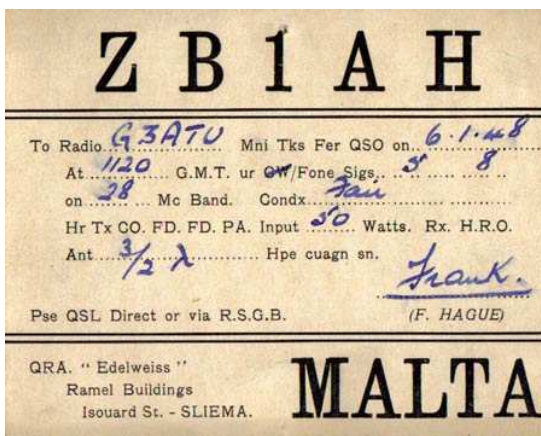 ZB1AH
To Radio G3ATU Mni Tks Fer QSO on 6.1.48
At 1120 G.M.T. ur CW/Fone Sigs. 5 8
on 28 Mc Band. Condx. Fair
Hr Tx CO. FD. FD. PA. Input 50 Watts. Rx. H.R.O.
Ant 3/2 λ Hpe cuagn sn.
Frank.
Pse QSL Direct or via R.S.G.B. (F. HAGUE)
QRA. "Edelweiss"
Ramel Buildings
Isouard St. - SLIEMA.
MALTA